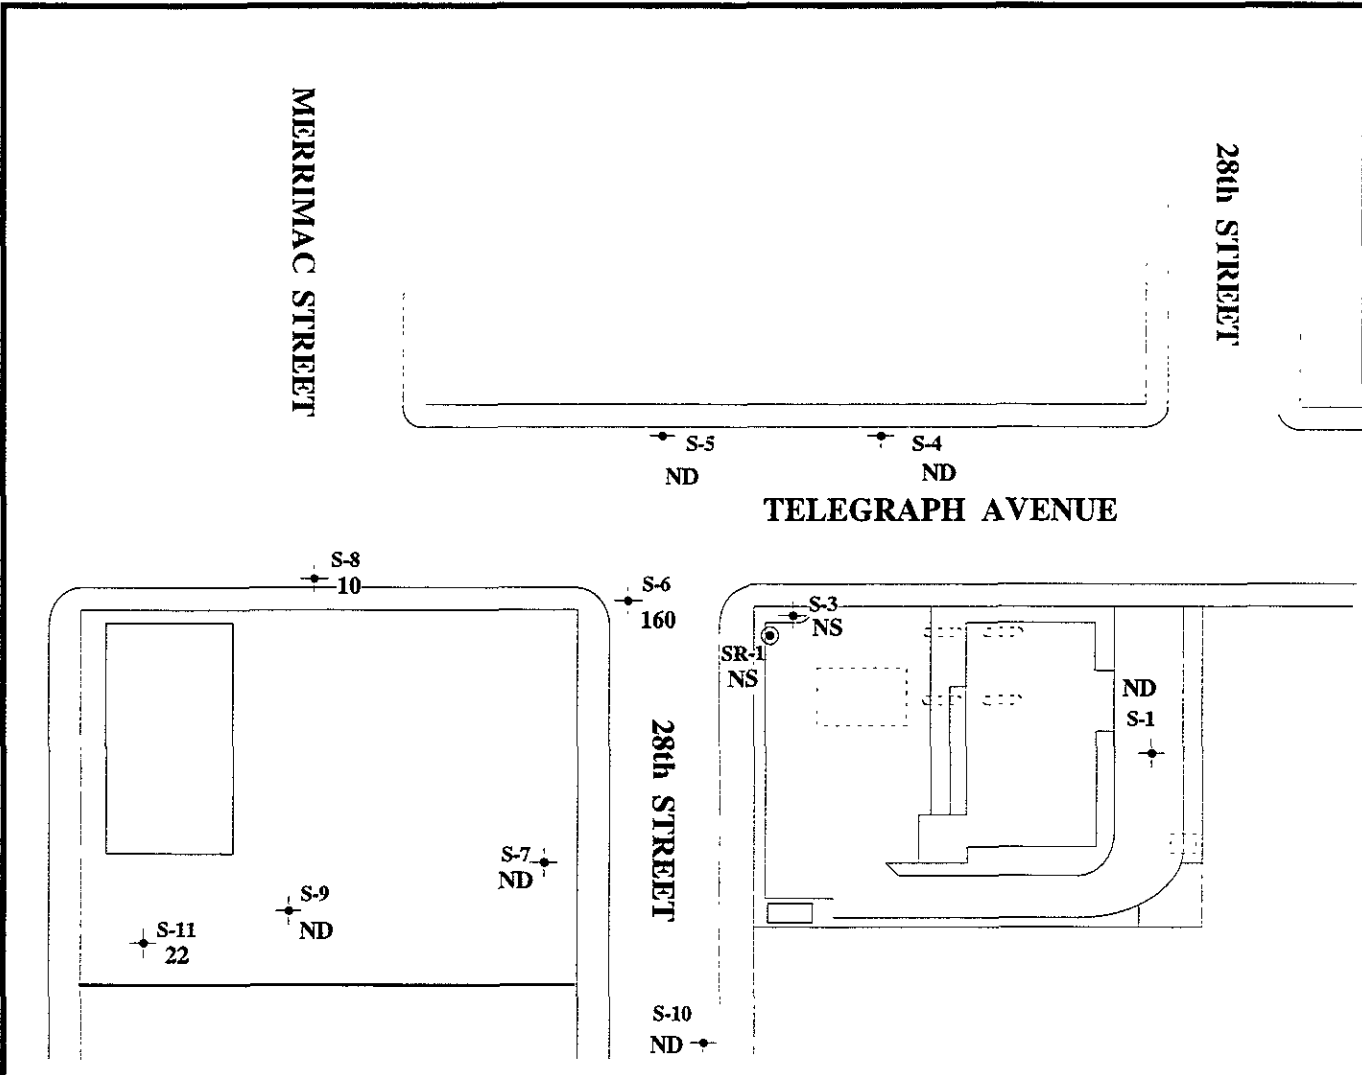 MERRIMAC STREET
28th STREET
S-5
ND
S-4
ND
TELEGRAPH AVENUE
S-8
10
S-6
160
S-3
NS
SR-1
NS
ND
S-1
28th STREET
S-7
ND
S-9
ND
S-11
22
S-10
ND